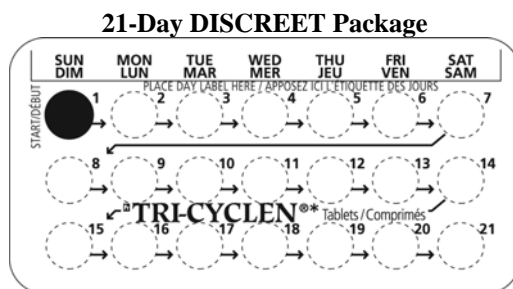 21-Day DISCREET Package
SUN MON TUE WED THU FRI SAT
DIM LUN MAR MER JEU VEN SAM
PLACE DAY LABEL HERE / APPOSEZ ICI L'ÉTIQUETTE DES JOURS
START/DÉBUT
1 2 3 4 5 6 7
8 9 10 11 12 13 14
TRI-CYCLEN®* Tablets/Comprimés
15 16 17 18 19 20 21